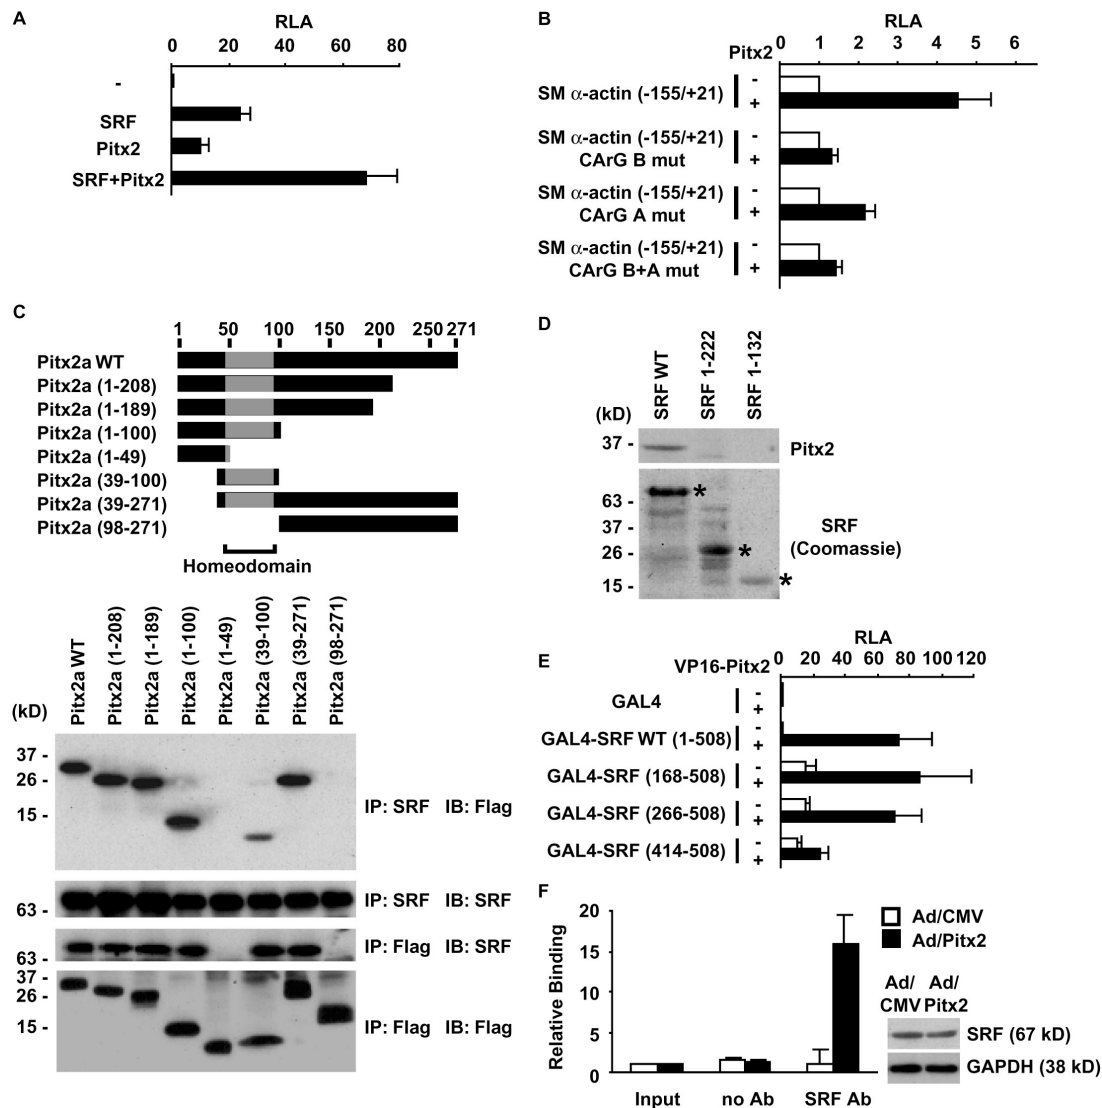 A
RLA
0 20 40 60 80
-
SRF
Pitx2
SRF+Pitx2
B
RLA
Pitx2 0 1 2 3 4 5 6
SM α-actin (-155/+21) - +
SM α-actin (-155/+21) -
CArG B mut +
SM α-actin (-155/+21) -
CArG A mut +
SM α-actin (-155/+21) -
CArG B+A mut +
C
1 50 100 150 200 250 271
Pitx2a WT
Pitx2a (1-208)
Pitx2a (1-189)
Pitx2a (1-100)
Pitx2a (1-49)
Pitx2a (39-100)
Pitx2a (39-271)
Pitx2a (98-271)
Homeodomain
Pitx2a WT
Pitx2a (1-208)
Pitx2a (1-189)
Pitx2a (1-100)
Pitx2a (1-49)
Pitx2a (39-100)
Pitx2a (39-271)
Pitx2a (98-271)
(kD)
37 -
26 -
15 -
IP: SRF IB: Flag
63 - IP: SRF IB: SRF
63 - IP: Flag IB: SRF
37 -
26 -
15 -
IP: Flag IB: Flag
D
SRF WT
SRF 1-222
SRF 1-132
(kD)
37 - Pitx2
63 - *
37 - SRF
26 - * (Coomassie)
15 - *
E
RLA
VP16-Pitx2 0 20 40 60 80 100 120
GAL4 - +
GAL4-SRF WT (1-508) - +
GAL4-SRF (168-508) - +
GAL4-SRF (266-508) - +
GAL4-SRF (414-508) - +
F
Relative Binding
20
15
10
5
0
Input no Ab SRF Ab
Ad/CMV
Ad/Pitx2
Ad/ Ad/
CMV Pitx2
SRF (67 kD)
GAPDH (38 kD)